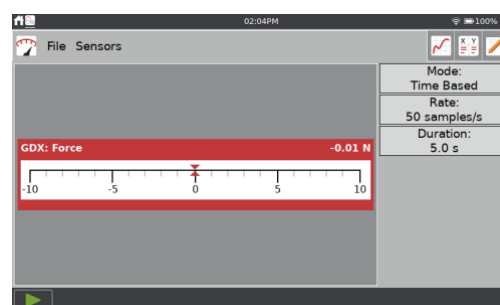 02:04PM
100%
File Sensors
X Y
Mode:
Time Based
Rate:
50 samples/s
Duration:
5.0 s
GDX: Force -0.01 N
-10 -5 0 5 10